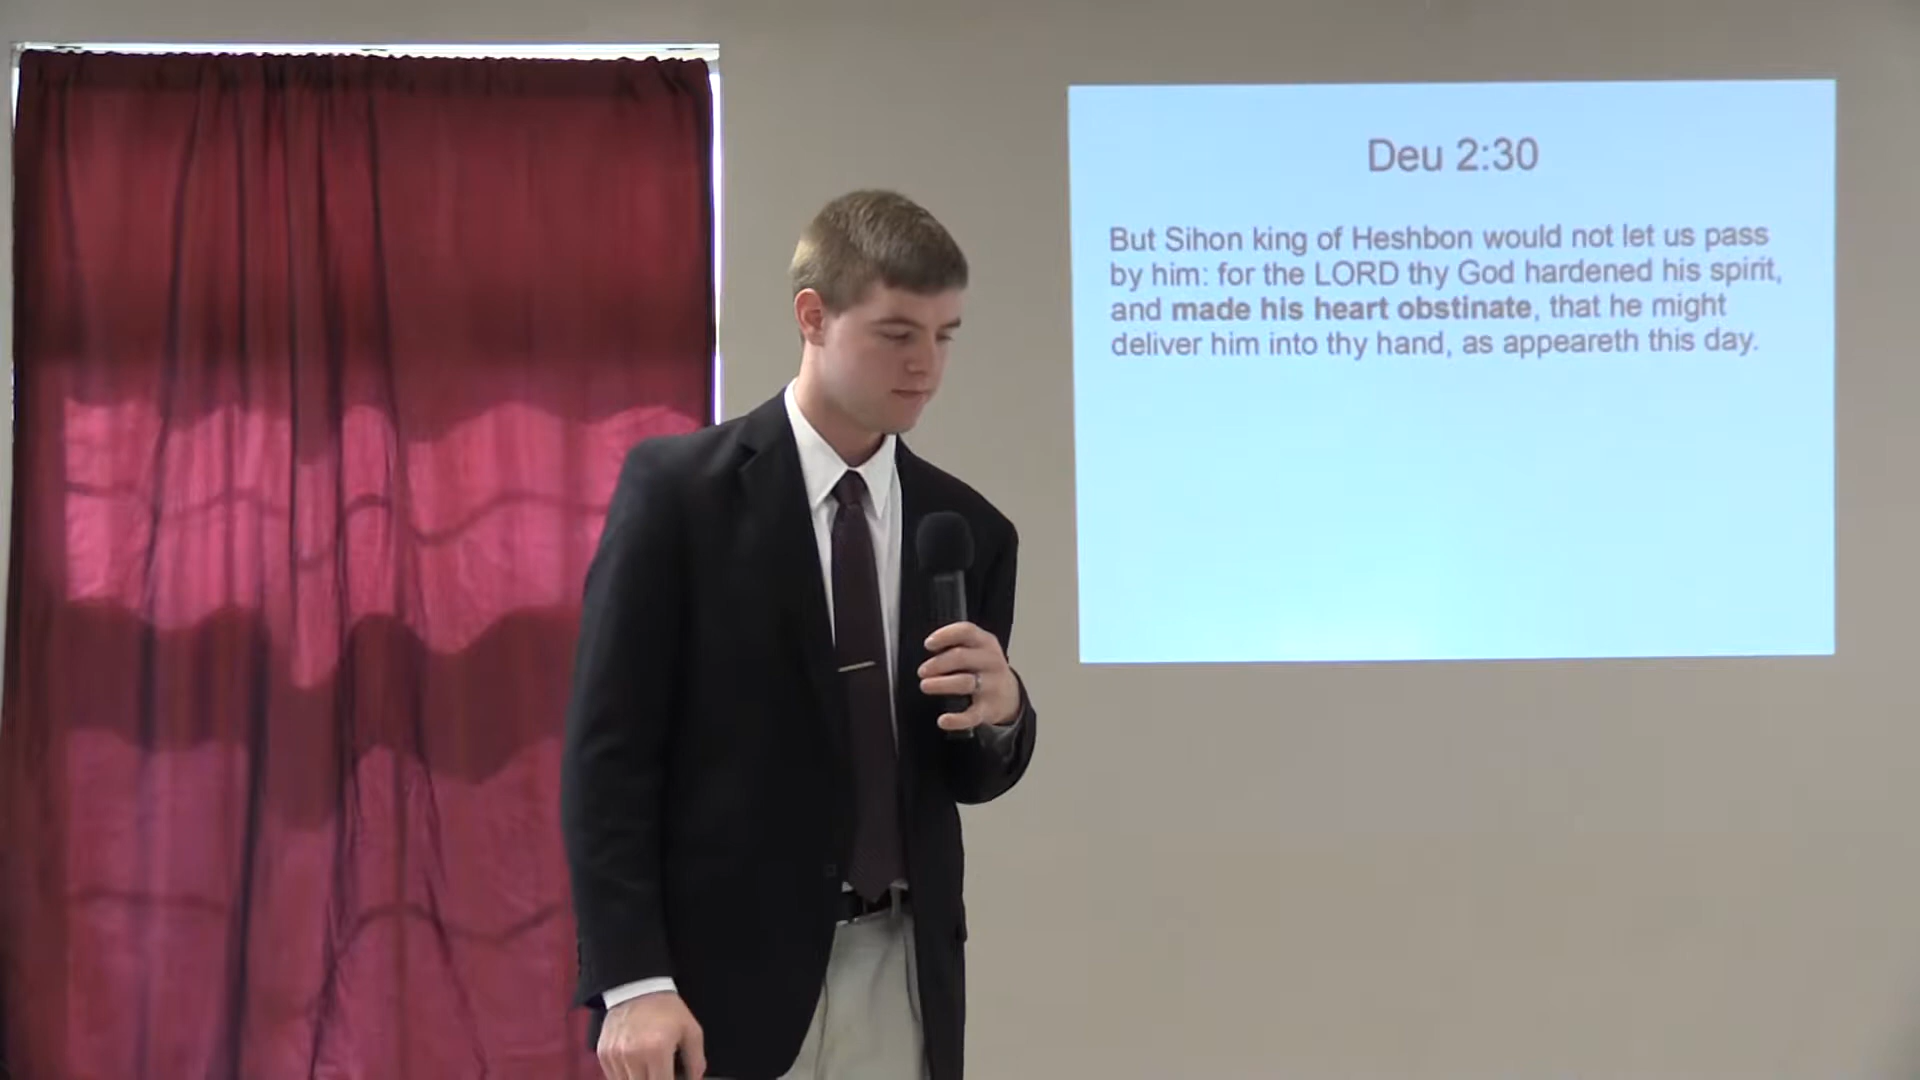 Deu 2:30
But Sihon king of Heshbon would not let us pass
by him: for the LORD thy God hardened his spirit,
and made his heart obstinate, that he might
deliver him into thy hand, as appeareth this day.